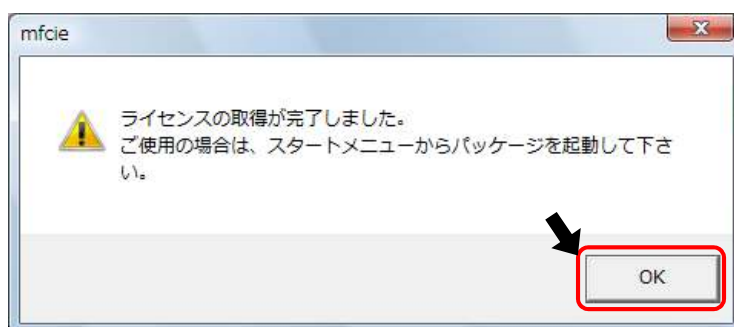 mfcie
ライセンスの取得が完了しました。
ご使用の場合は、スタートメニューからパッケージを起動して下さ
い。
OK